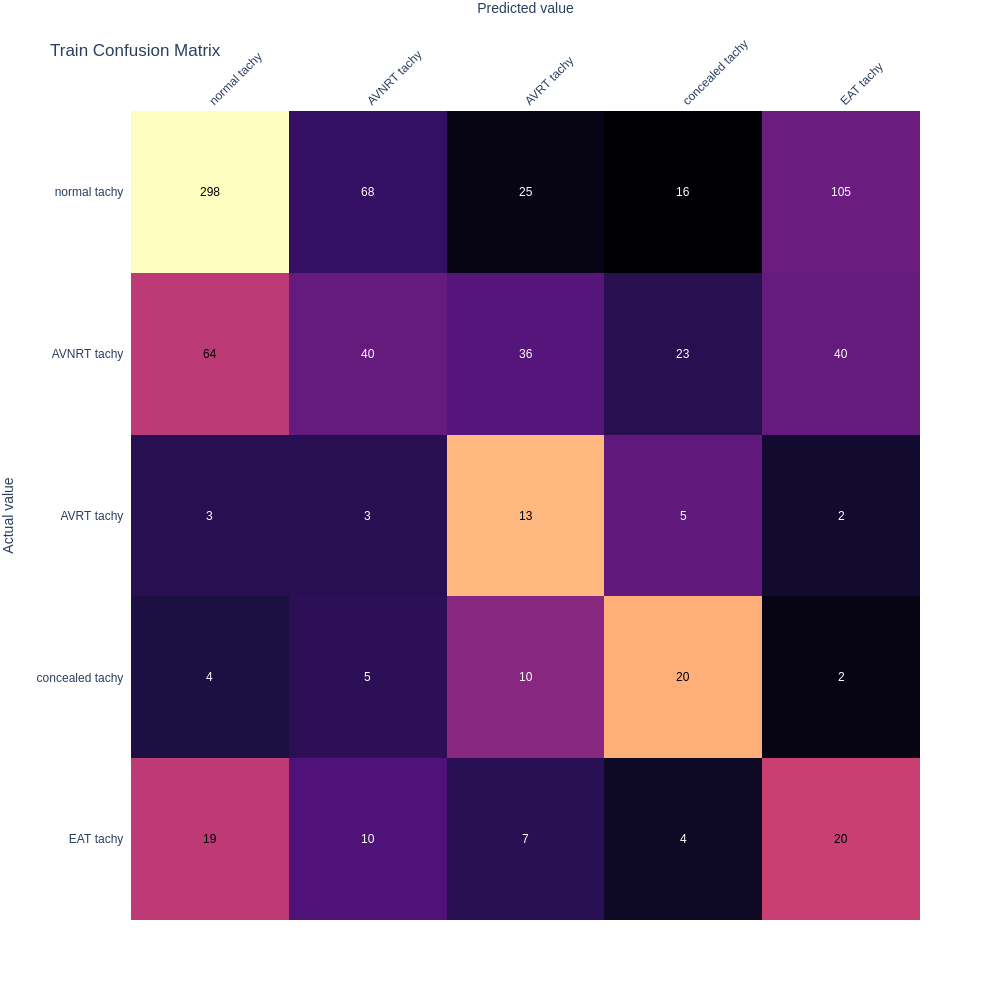 Predicted value
Train Confusion Matrix
normal tachy AVNRT tachy AVRT tachy concealed tachy EAT tachy
normal tachy 298 68 25 16 105
AVNRT tachy 64 40 36 23 40
AVRT tachy 3 3 13 5 2
concealed tachy 4 5 10 20 2
EAT tachy 19 10 7 4 20
Actual value